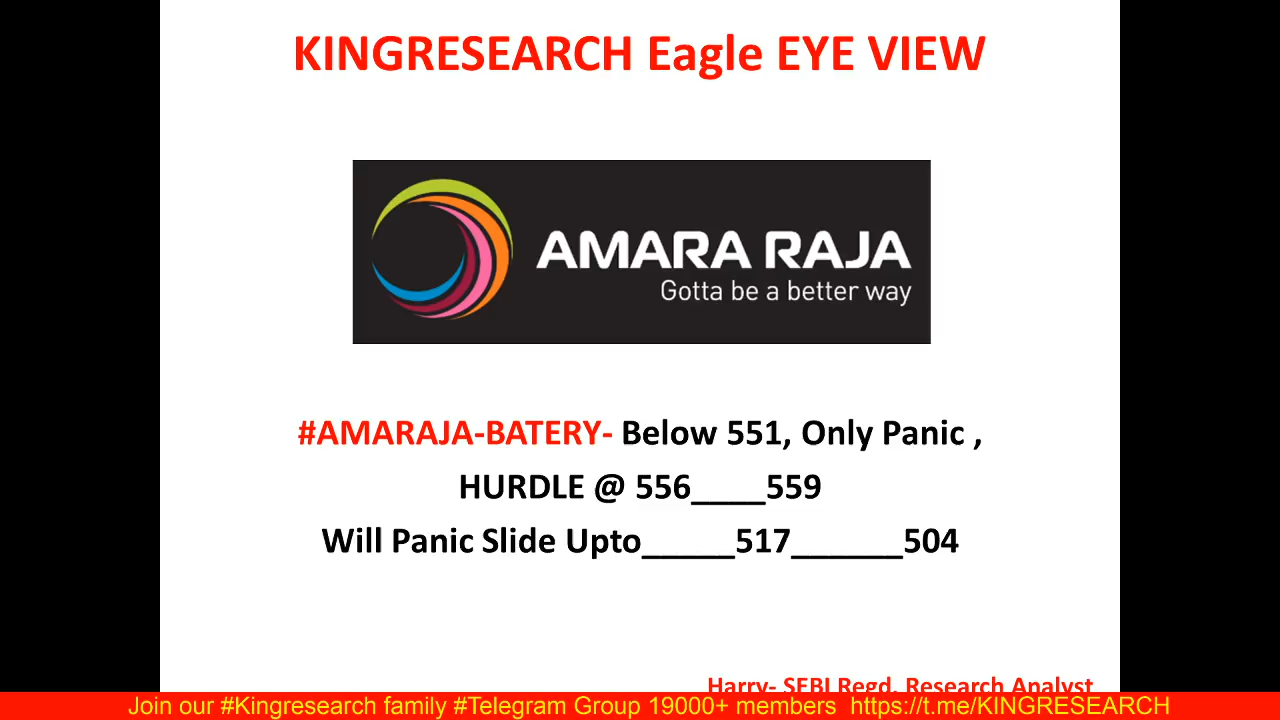 KINGRESEARCH Eagle EYE VIEW
AMARA RAJA
Gotta be a better way
#AMARAJA-BATERY- Below 551, Only Panic ,
HURDLE @ 556____559
Will Panic Slide Upto_____517______504
Harry- SEBI Regd. Research Analyst
Join our #Kingresearch family #Telegram Group 19000+ members https://t.me/KINGRESEARCH